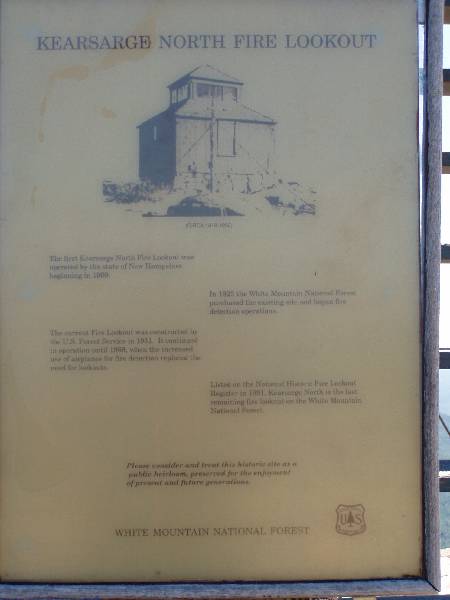 KEARSARGE NORTH FIRE LOOKOUT
The first Kearsarge North Fire Lookout was
operated by the state of New Hampshire
beginning in 1909.
In 1925 the White Mountain National Forest
purchased the existing site and began fire
detection operations.
The current Fire Lookout was constructed by
the U.S. Forest Service in 1951. It continued
in operation until 1968, when the increased
use of airplanes for fire detection replaced the
need for lookouts.
Listed on the National Historic Fire Lookout
Register in 1991, Kearsarge North is the last
remaining fire lookout on the White Mountain
National Forest.
Please consider and treat this historic site as a
public heirloom, preserved for the enjoyment
of present and future generations.
WHITE MOUNTAIN NATIONAL FOREST
US